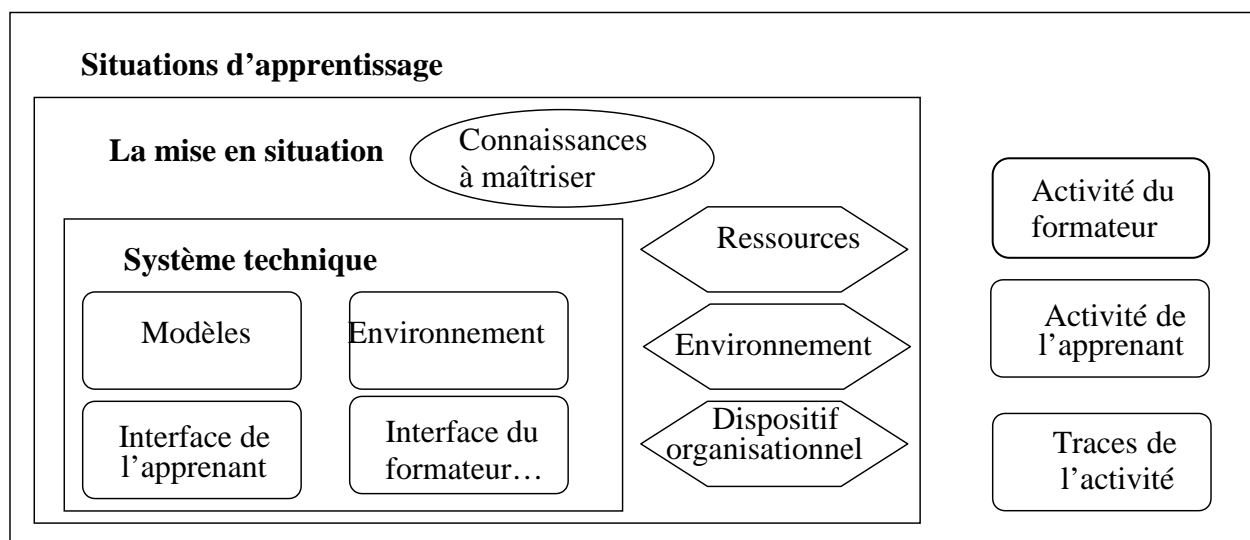 Situations d’apprentissage
La mise en situation
Connaissances
à maîtriser
Système technique
Modèles
Environnement
Interface de
l’apprenant
Interface du
formateur…
Ressources
Environnement
Dispositif
organisationnel
Activité du
formateur
Activité de
l’apprenant
Traces de
l’activité